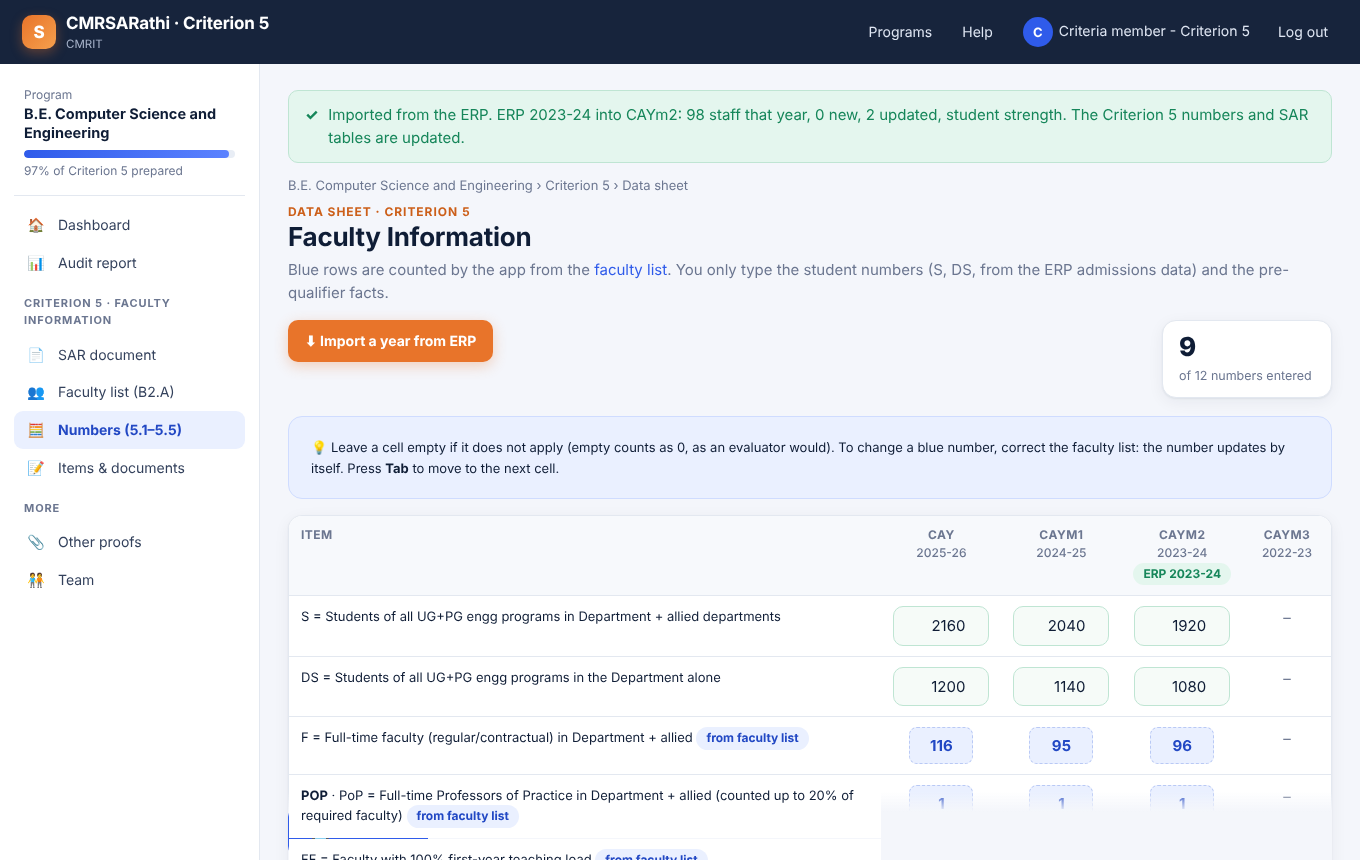 S
CMRSARathi · Criterion 5
CMRIT
Programs
Help
C
Criteria member - Criterion 5
Log out
Program
B.E. Computer Science and
Engineering
97% of Criterion 5 prepared
Dashboard
Audit report
CRITERION 5 · FACULTY
INFORMATION
SAR document
Faculty list (B2.A)
Numbers (5.1–5.5)
Items & documents
MORE
Other proofs
Team
✓ Imported from the ERP. ERP 2023-24 into CAYm2: 98 staff that year, 0 new, 2 updated, student strength. The Criterion 5 numbers and SAR
tables are updated.
B.E. Computer Science and Engineering › Criterion 5 › Data sheet
DATA SHEET · CRITERION 5
Faculty Information
Blue rows are counted by the app from the faculty list. You only type the student numbers (S, DS, from the ERP admissions data) and the pre-
qualifier facts.
⬇ Import a year from ERP
9
of 12 numbers entered
💡 Leave a cell empty if it does not apply (empty counts as 0, as an evaluator would). To change a blue number, correct the faculty list: the number updates by
itself. Press Tab to move to the next cell.
ITEM CAY CAYM1 CAYM2 CAYM3
2025-26 2024-25 2023-24 2022-23
ERP 2023-24
S = Students of all UG+PG engg programs in Department + allied departments 2160 2040 1920 –
DS = Students of all UG+PG engg programs in the Department alone 1200 1140 1080 –
F = Full-time faculty (regular/contractual) in Department + allied from faculty list 116 95 96 –
POP · PoP = Full-time Professors of Practice in Department + allied (counted up to 20% of 1 1 1 –
required faculty) from faculty list